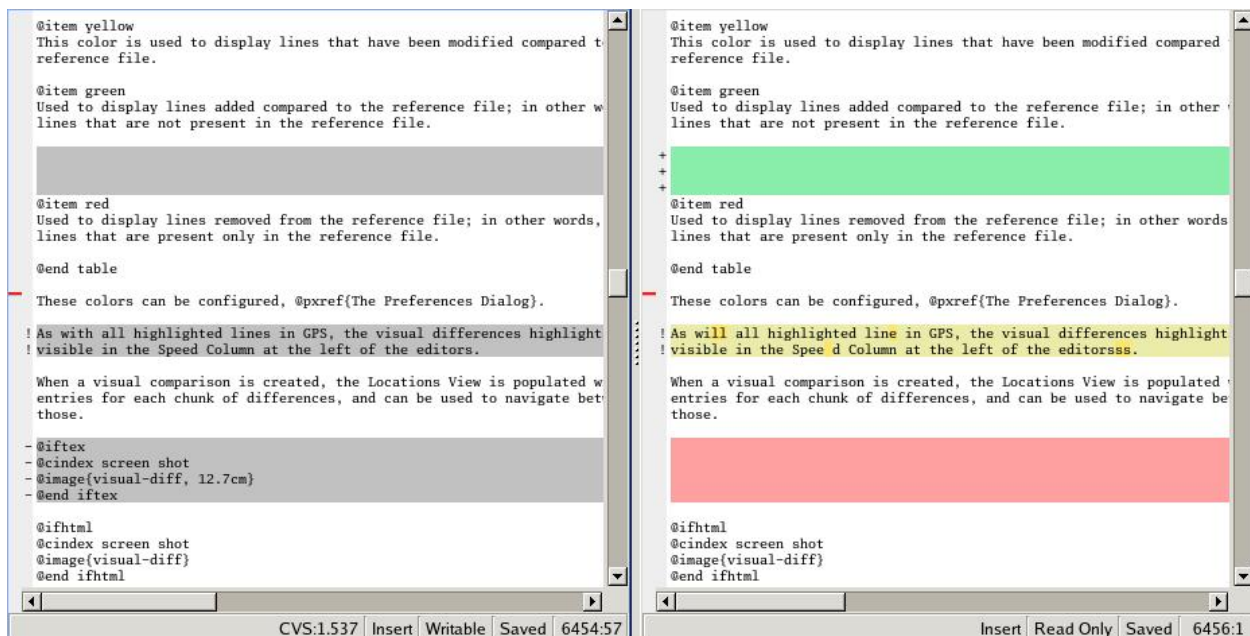 @item yellow
This color is used to display lines that have been modified compared t
reference file.
@item green
Used to display lines added compared to the reference file; in other w
lines that are not present in the reference file.
@item red
Used to display lines removed from the reference file; in other words,
lines that are present only in the reference file.
@end table
These colors can be configured, @pxref{The Preferences Dialog}.
! As with all highlighted lines in GPS, the visual differences highlight
! visible in the Speed Column at the left of the editors.
When a visual comparison is created, the Locations View is populated w
entries for each chunk of differences, and can be used to navigate bet
those.
- @iftex
- @cindex screen shot
- @image{visual-diff, 12.7cm}
- @end iftex
@ifhtml
@cindex screen shot
@image{visual-diff}
@end ifhtml
CVS:1.537 Insert Writable Saved 6454:57
@item yellow
This color is used to display lines that have been modified compared
reference file.
@item green
Used to display lines added compared to the reference file; in other
lines that are not present in the reference file.
+
+
+
@item red
Used to display lines removed from the reference file; in other words
lines that are present only in the reference file.
@end table
These colors can be configured, @pxref{The Preferences Dialog}.
! As will all highlighted line in GPS, the visual differences highlight
! visible in the Spee d Column at the left of the editorsss.
When a visual comparison is created, the Locations View is populated
entries for each chunk of differences, and can be used to navigate be
those.
@ifhtml
@cindex screen shot
@image{visual-diff}
@end ifhtml
Insert Read Only Saved 6456:1